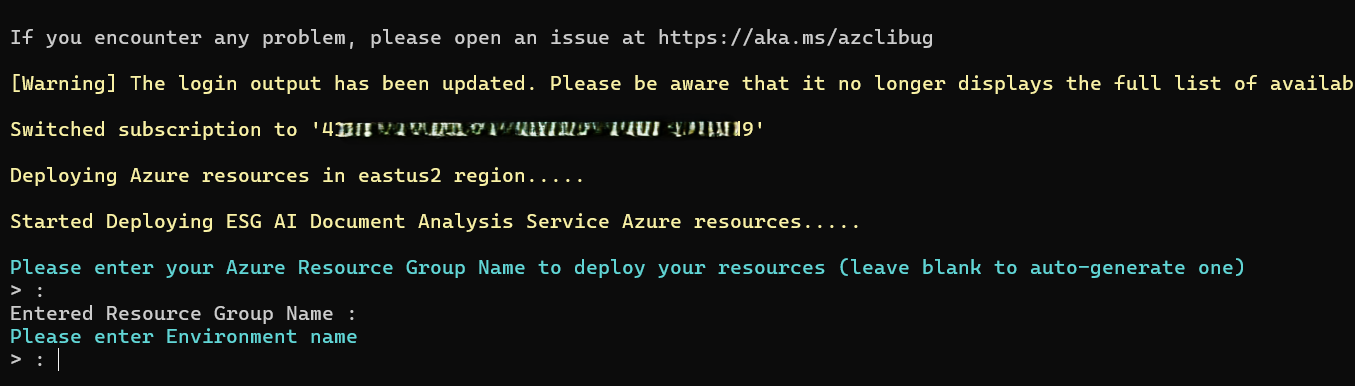 If you encounter any problem, please open an issue at https://aka.ms/azclibug
[Warning] The login output has been updated. Please be aware that it no longer displays the full list of
Switched subscription to '4 9'
Deploying Azure resources in eastus2 region.....
Started Deploying ESG AI Document Analysis Service Azure resources.....
Please enter your Azure Resource Group Name to deploy your resources (leave blank to auto-generate one)
> :
Entered Resource Group Name :
Please enter Environment name
> :